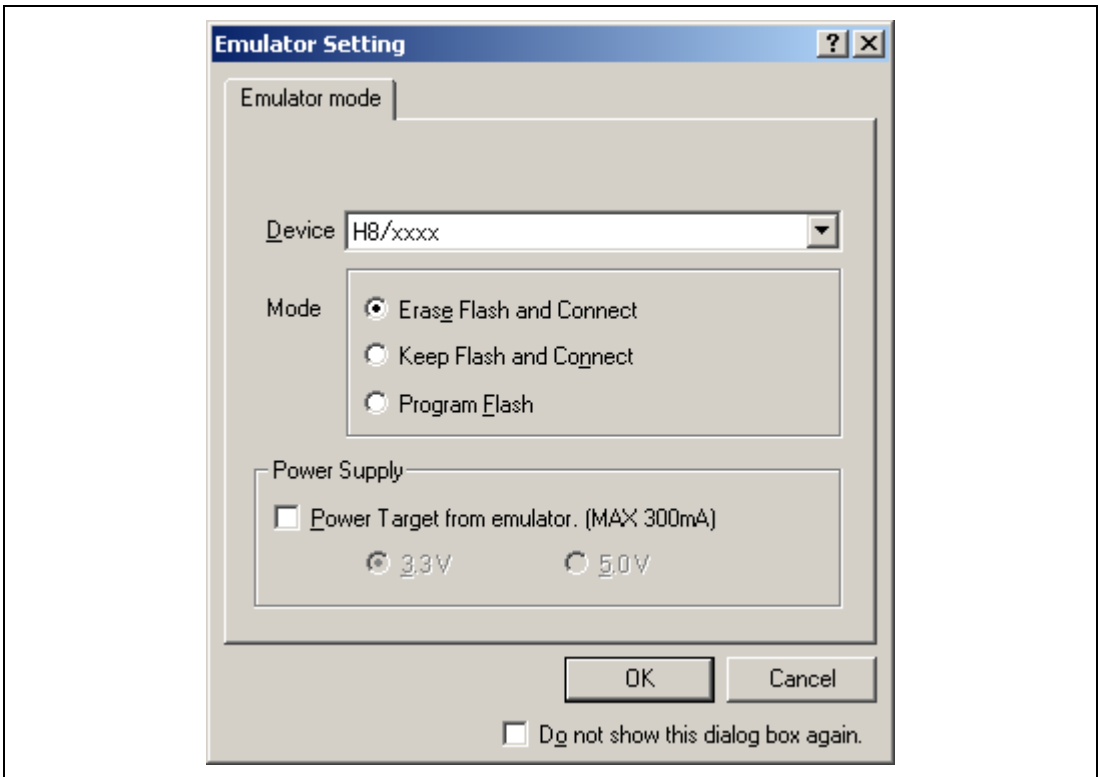 Emulator Setting
Emulator mode
Device H8/xxxx
Mode
Erase Flash and Connect
Keep Flash and Connect
Program Flash
Power Supply
Power Target from emulator. (MAX 300mA)
3.3V 5.0V
OK Cancel
Do not show this dialog box again.